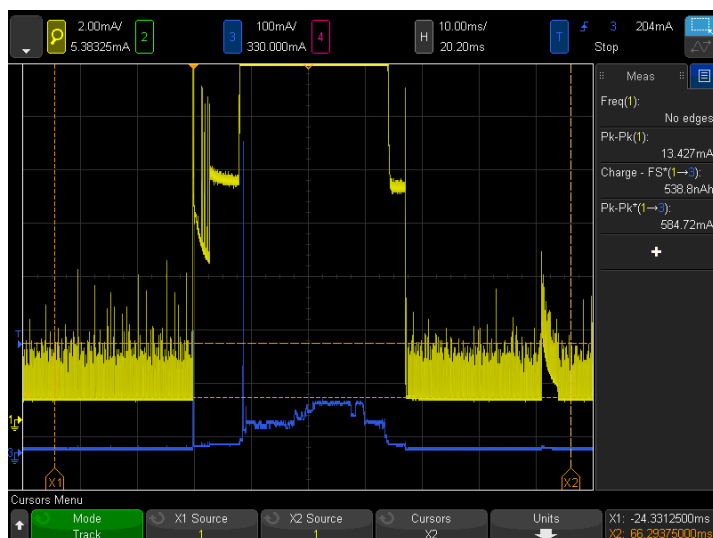 2.00mA/ 100mA/ 10.00ms/ 3 204mA
5.38325mA 2 3 330.000mA 4 H 20.20ms T Stop
Meas
Freq(1):
No edges
Pk-Pk(1):
13.427mA
Charge - FS*(1→3):
538.8nAh
Pk-Pk*(1→3):
584.72mA
+
T
1
3
X1 X2
Cursors Menu
Mode X1 Source X2 Source Cursors Units X1: -24.3312500ms
Track 1 1 X2 X2: 66.29375000ms